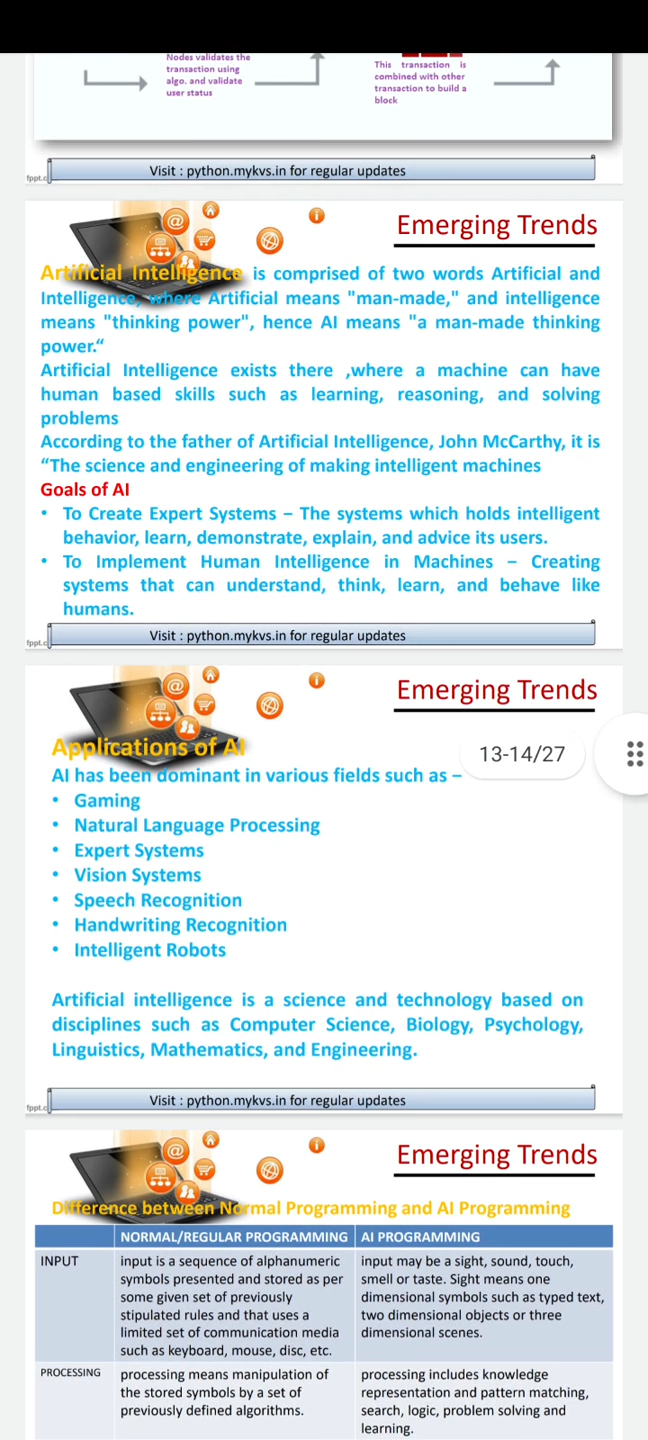 Nodes validates the
transaction using
algo. and validate
user status
This transaction is
combined with other
transaction to build a
block
fppt.c
Visit : python.mykvs.in for regular updates
Emerging Trends
Artificial Intelligence is comprised of two words Artificial and
Intelligence, where Artificial means "man-made," and intelligence
means "thinking power", hence AI means "a man-made thinking
power.“
Artificial Intelligence exists there ,where a machine can have
human based skills such as learning, reasoning, and solving
problems
According to the father of Artificial Intelligence, John McCarthy, it is
“The science and engineering of making intelligent machines
Goals of AI
• To Create Expert Systems − The systems which holds intelligent
behavior, learn, demonstrate, explain, and advice its users.
• To Implement Human Intelligence in Machines − Creating
systems that can understand, think, learn, and behave like
humans.
fppt.c
Visit : python.mykvs.in for regular updates
Emerging Trends
Applications of AI
13-14/27
AI has been dominant in various fields such as −
• Gaming
• Natural Language Processing
• Expert Systems
• Vision Systems
• Speech Recognition
• Handwriting Recognition
• Intelligent Robots
Artificial intelligence is a science and technology based on
disciplines such as Computer Science, Biology, Psychology,
Linguistics, Mathematics, and Engineering.
fppt.c
Visit : python.mykvs.in for regular updates
Emerging Trends
Difference between Normal Programming and AI Programming
NORMAL/REGULAR PROGRAMMING
AI PROGRAMMING
INPUT
input is a sequence of alphanumeric
symbols presented and stored as per
some given set of previously
stipulated rules and that uses a
limited set of communication media
such as keyboard, mouse, disc, etc.
input may be a sight, sound, touch,
smell or taste. Sight means one
dimensional symbols such as typed text,
two dimensional objects or three
dimensional scenes.
PROCESSING
processing means manipulation of
the stored symbols by a set of
previously defined algorithms.
processing includes knowledge
representation and pattern matching,
search, logic, problem solving and
learning.